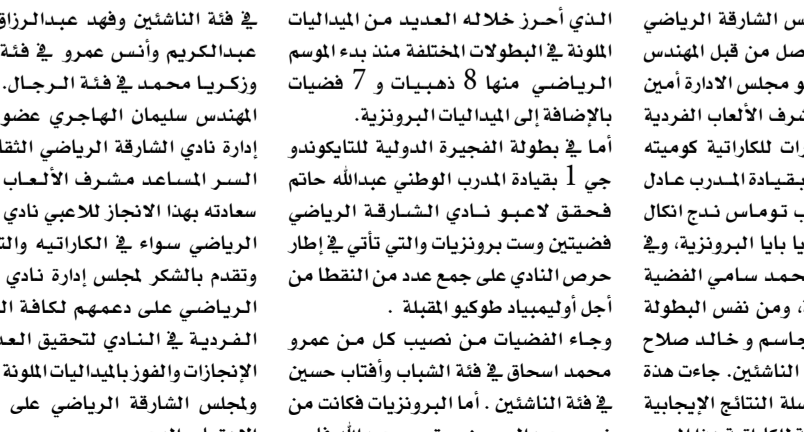 س الشارقة الرياضي
صل من قبل المهندس
و مجلس الادارة أمين
شرف الألعاب الفردية
رات للكاراتية كوميته
بقيادة المدرب عادل
ب توماس ندج انكال
يا بايا البرونزية، وفي
حمد سامي الفضية
، ومن نفس البطولة
جاسم و خالد صلاح
الناشئين. جاءت هذة
سلة النتائج الإيجابية
الذي أحرز خلاله العديد من الميداليات
الملونة في البطولات المختلفة منذ بدء الموسم
الرياضي منها 8 ذهبيات و 7 فضيات
بالإضافة إلى الميداليات البرونزية.
أما في بطولة الفجيرة الدولية للتايكوندو
جي 1 بقيادة المدرب الوطني عبدالله حاتم
فحقق لاعبو نادي الشارقة الرياضي
فضيتين وست برونزيات والتي تأتي في إطار
حرص النادي على جمع عدد من النقطا من
أجل أوليمبياد طوكيو المقبلة .
وجاء الفضيات من نصيب كل من عمرو
محمد اسحاق في فئة الشباب وأفتاب حسين
في فئة الناشئين . أما البرونزيات فكانت من
في فئة الناشئين وفهد عبدالرزاق
عبدالكريم وأنس عمرو في فئة
وزكريا محمد في فئة الرجال.
المهندس سليمان الهاجري عضو
إدارة نادي الشارقة الرياضي الثقا
السر المساعد مشرف الألعاب
سعادته بهذا الانجاز للاعبي نادي
الرياضي سواء في الكاراتيه والت
وتقدم بالشكر لمجلس إدارة نادي
الرياضي على دعمهم لكافة ال
الفردية في النادي لتحقيق العد
الإنجازات والفوز بالميداليات الملونة
ولمجلس الشارقة الرياضي على